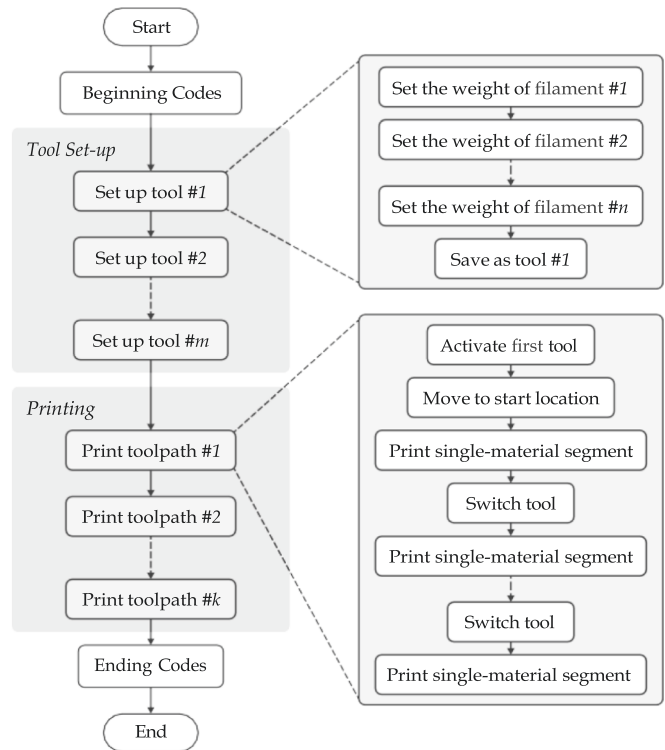 Start
Beginning Codes
Tool Set-up
Set up tool #1
Set up tool #2
Set up tool #m
Printing
Print toolpath #1
Print toolpath #2
Print toolpath #k
Ending Codes
End
Set the weight of filament #1
Set the weight of filament #2
Set the weight of filament #n
Save as tool #1
Activate first tool
Move to start location
Print single-material segment
Switch tool
Print single-material segment
Switch tool
Print single-material segment